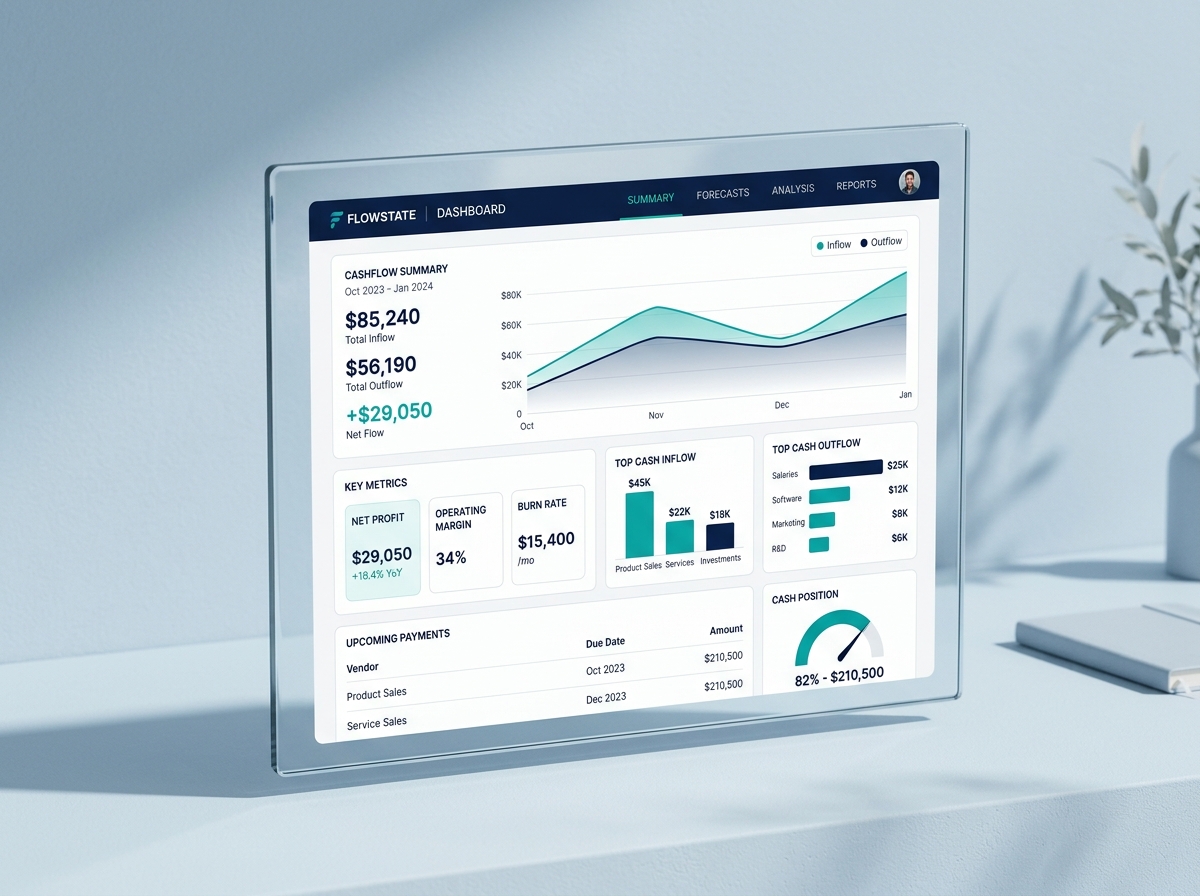 FLOWSTATE | DASHBOARD
SUMMARY FORECASTS ANALYSIS REPORTS
CASHFLOW SUMMARY
Oct 2023 - Jan 2024
$85,240
Total Inflow
$56,190
Total Outflow
+$29,050
Net Flow
Inflow Outflow
$80K
$60K
$40K
$20K
0
Oct Nov Dec Jan
KEY METRICS
NET PROFIT
$29,050
+18.4% YoY
OPERATING
MARGIN
34%
BURN RATE
$15,400
/mo
TOP CASH INFLOW
$45K $22K $18K
Product Sales Services Investments
TOP CASH OUTFLOW
Saleries $25K
Software $12K
Markoting $8K
R&D $6K
UPCOMING PAYMENTS
Vendor Due Date Amount
Product Sales Oct 2023 $210,500
Service Sales Dec 2023 $210,500
CASH POSITION
82% - $210,500